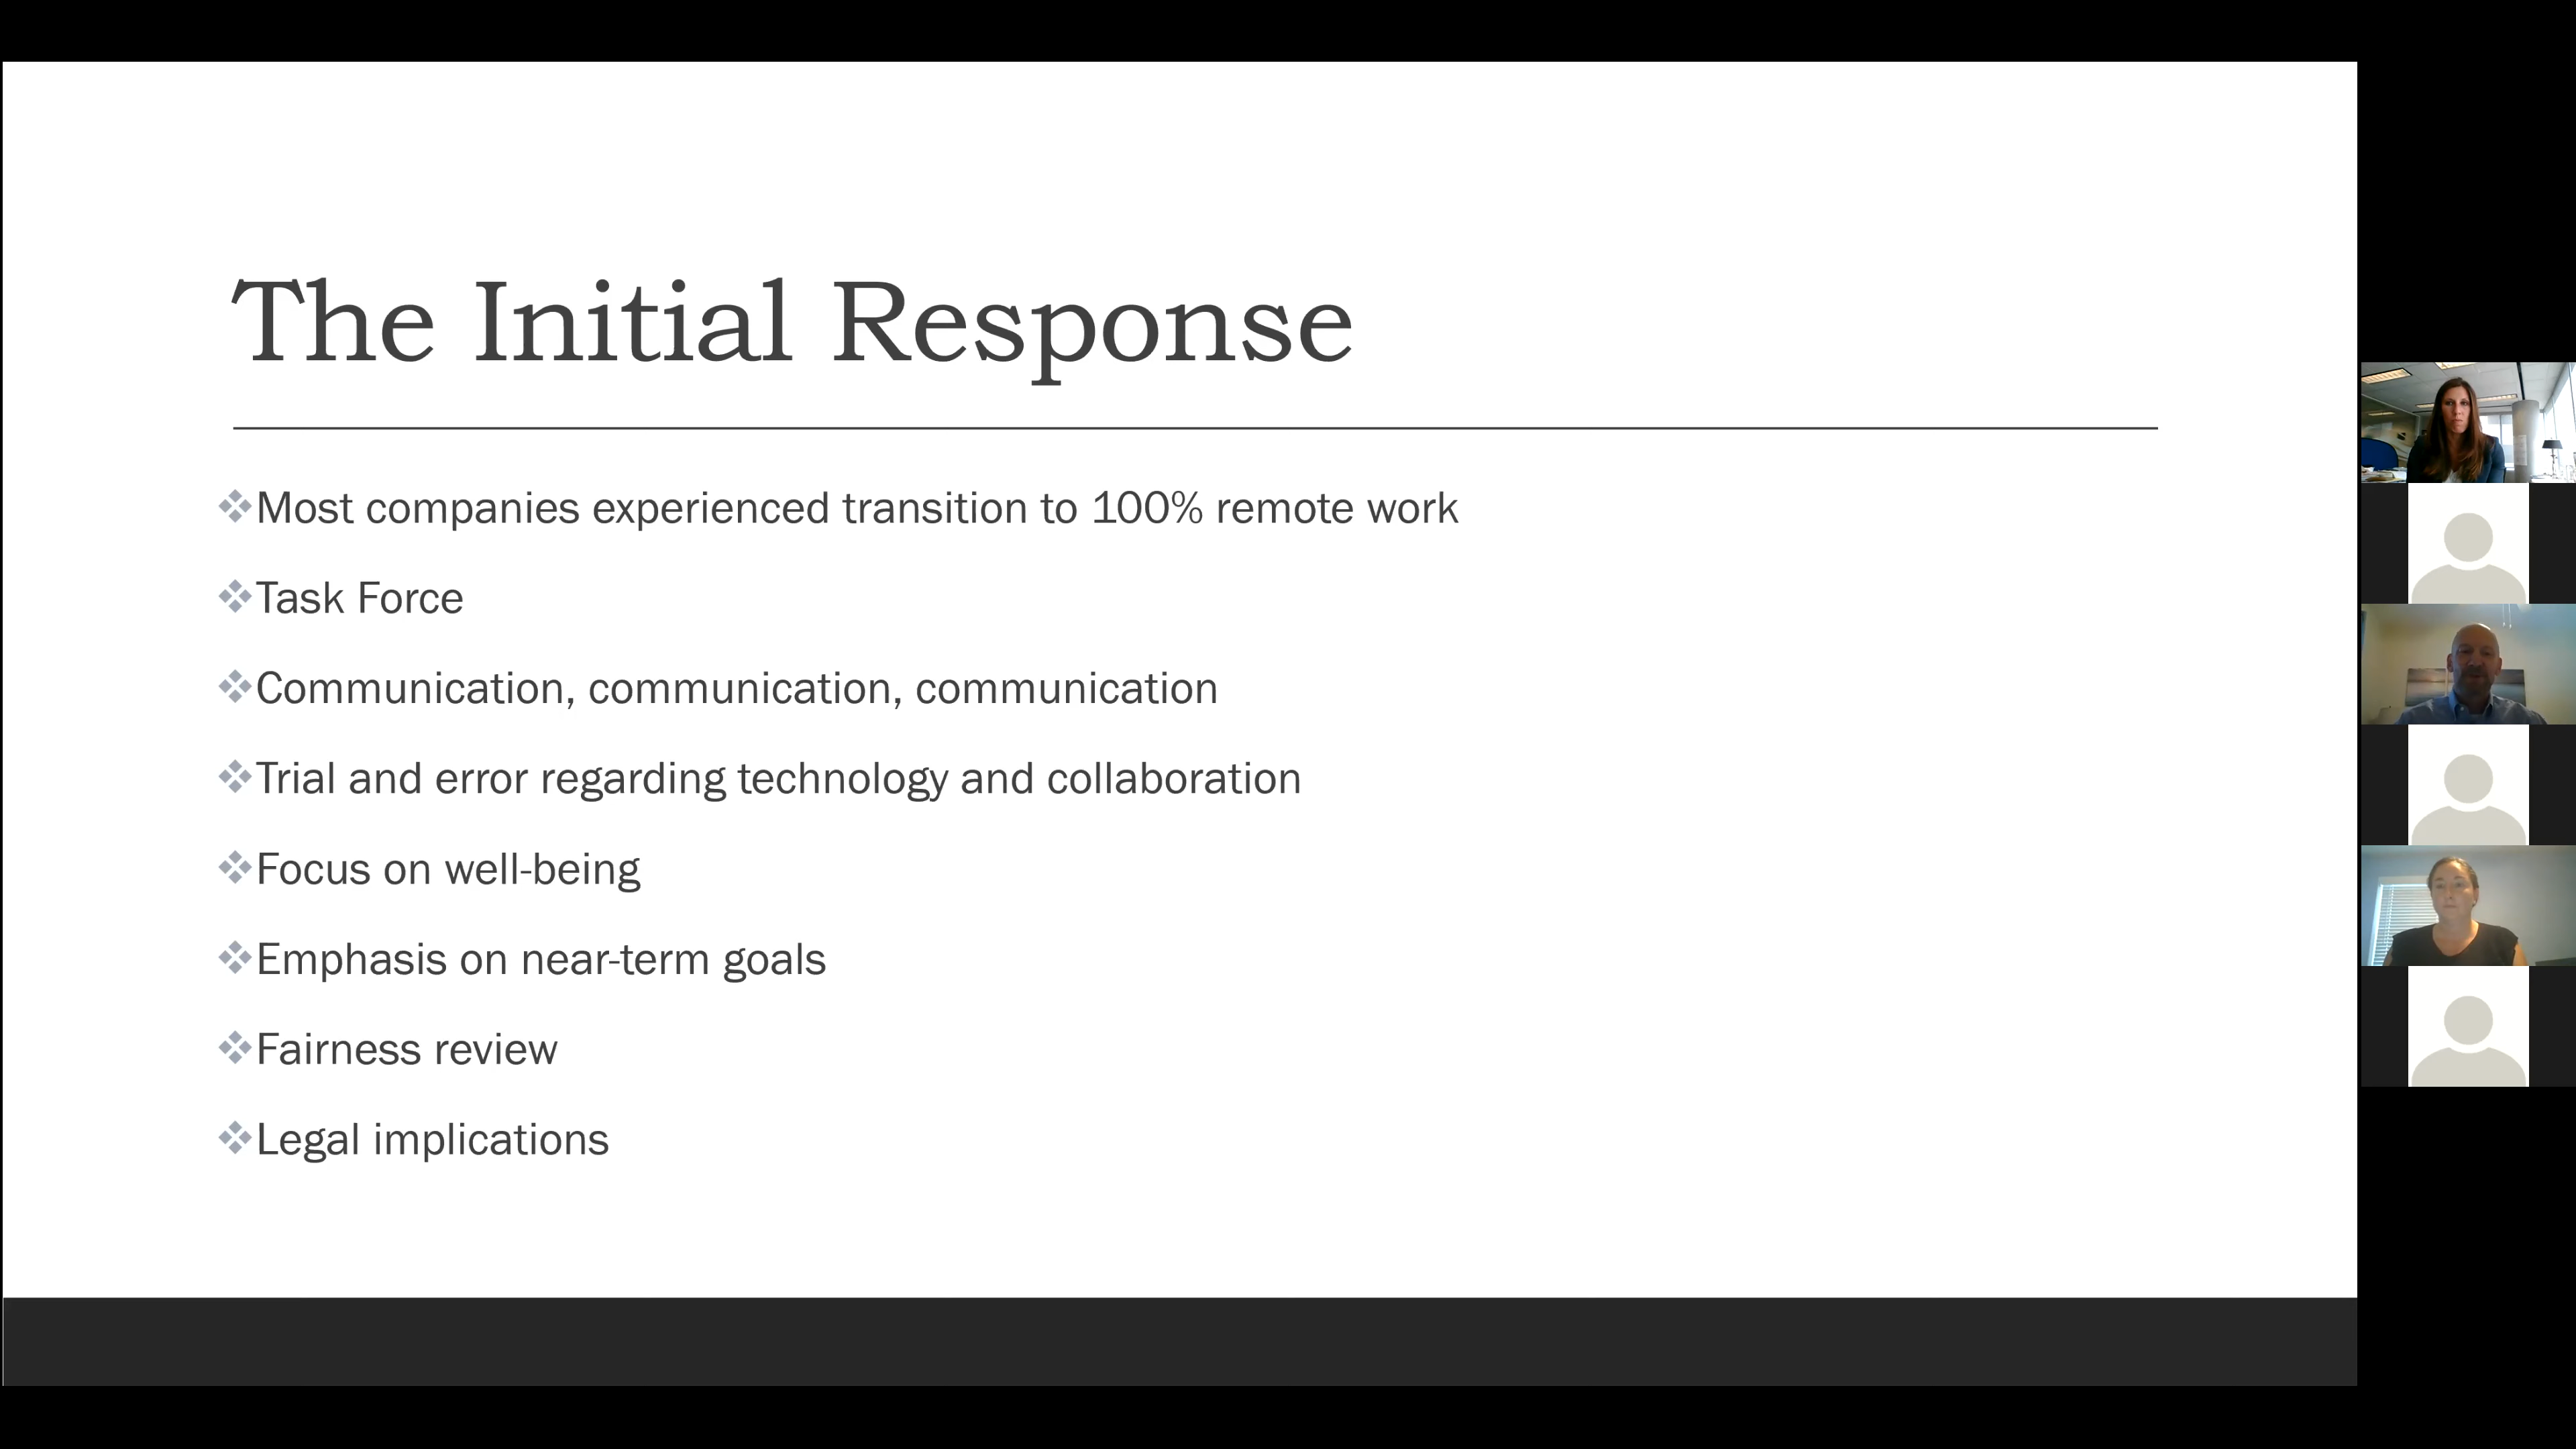 The Initial Response
Most companies experienced transition to 100% remote work
Task Force
Communication, communication, communication
Trial and error regarding technology and collaboration
Focus on well-being
Emphasis on near-term goals
Fairness review
Legal implications